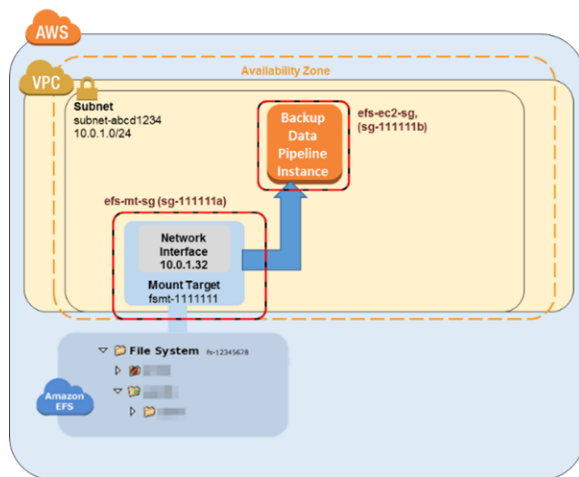 AWS
VPC
Availability Zone
Subnet
subnet-abcd1234
10.0.1.0/24
Backup
Data
Pipeline
Instance
efs-ec2-sg,
(sg-111111b)
efs-mt-sg (sg-111111a)
Network
Interface
10.0.1.32
Mount Target
fsmt-1111111
File System fs-12345678
Amazon
EFS